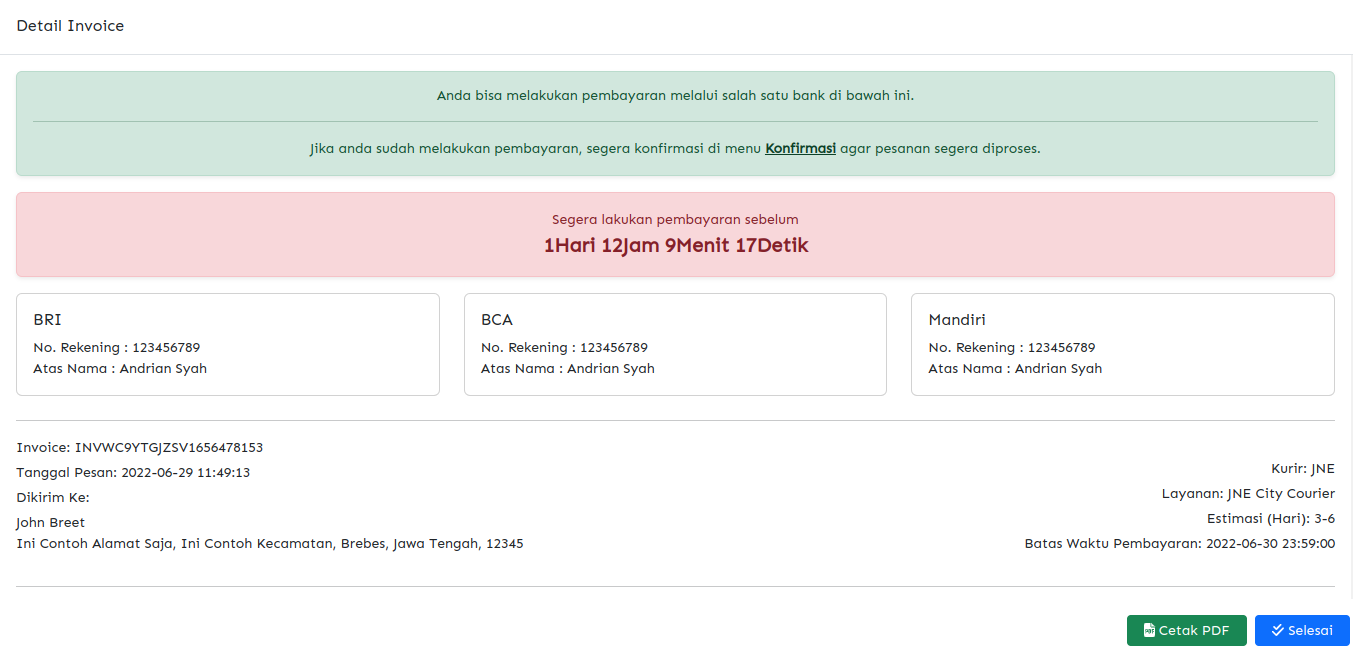 Detail Invoice
Anda bisa melakukan pembayaran melalui salah satu bank di bawah ini.
Jika anda sudah melakukan pembayaran, segera konfirmasi di menu Konfirmasi agar pesanan segera diproses.
Segera lakukan pembayaran sebelum
1Hari 12Jam 9Menit 17Detik
BRI
No. Rekening : 123456789
Atas Nama : Andrian Syah
BCA
No. Rekening : 123456789
Atas Nama : Andrian Syah
Mandiri
No. Rekening : 123456789
Atas Nama : Andrian Syah
Invoice: INVWC9YTGJZSV1656478153
Tanggal Pesan: 2022-06-29 11:49:13
Dikirim Ke:
John Breet
Ini Contoh Alamat Saja, Ini Contoh Kecamatan, Brebes, Jawa Tengah, 12345
Kurir: JNE
Layanan: JNE City Courier
Estimasi (Hari): 3-6
Batas Waktu Pembayaran: 2022-06-30 23:59:00
Cetak PDF
Selesai